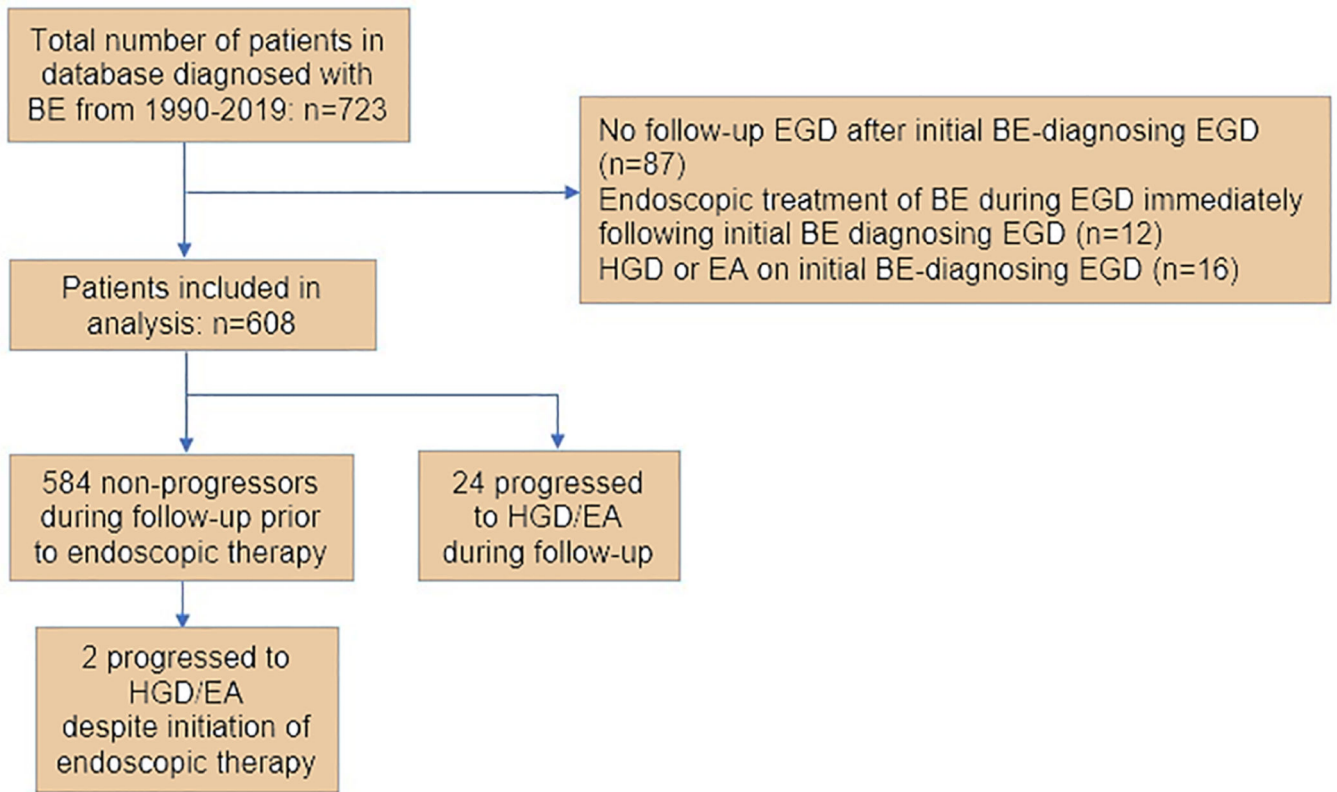 Total number of patients in
database diagnosed with
BE from 1990-2019: n=723
No follow-up EGD after initial BE-diagnosing EGD
(n=87)
Endoscopic treatment of BE during EGD immediately
following initial BE diagnosing EGD (n=12)
HGD or EA on initial BE-diagnosing EGD (n=16)
Patients included in
analysis: n=608
584 non-progressors
during follow-up prior
to endoscopic therapy
24 progressed
to HGD/EA
during follow-up
2 progressed to
HGD/EA
despite initiation of
endoscopic therapy